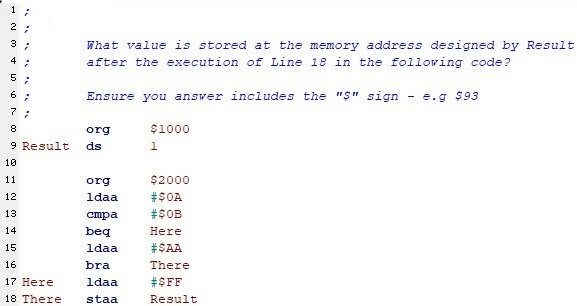 1 ;
2 ;
3 ; What value is stored at the memory address designed by Result
4 ; after the execution of Line 18 in the following code?
5 ;
6 ; Ensure you answer includes the "$" sign - e.g $93
7 ;
8 org $1000
9 Result ds 1
10
11 org $2000
12 ldaa #$0A
13 cmpa #$0B
14 beq Here
15 ldaa #$AA
16 bra There
17 Here ldaa #$FF
18 There staa Result